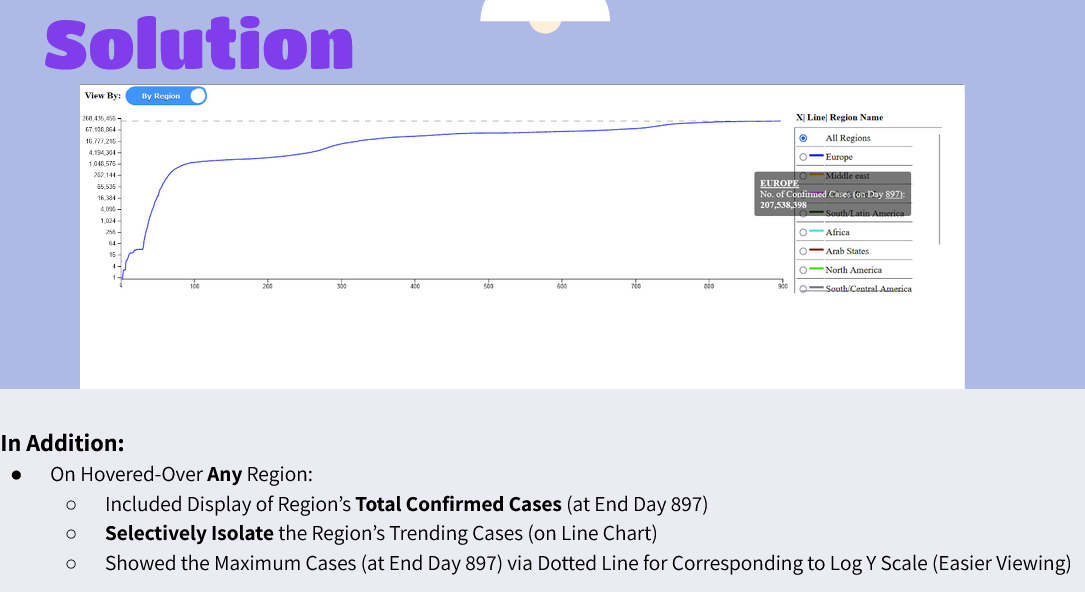 Solution
View By: By Region
X| Line| Region Name
268,435,456
67,108,864
16,777,216
4,194,304
1,048,576
262,144
65,536
16,384
4,096
1,024
256
64
16
4
1
0 100 200 300 400 500 600 700 800 900
All Regions
Europe
Middle east
EUROPE
No. of Confirmed Cases (on Day 897):
207,538,398
South/Latin America
Africa
Arab States
North America
South/Central America
In Addition:
● On Hovered-Over Any Region:
○ Included Display of Region's Total Confirmed Cases (at End Day 897)
○ Selectively Isolate the Region's Trending Cases (on Line Chart)
○ Showed the Maximum Cases (at End Day 897) via Dotted Line for Corresponding to Log Y Scale (Easier Viewing)